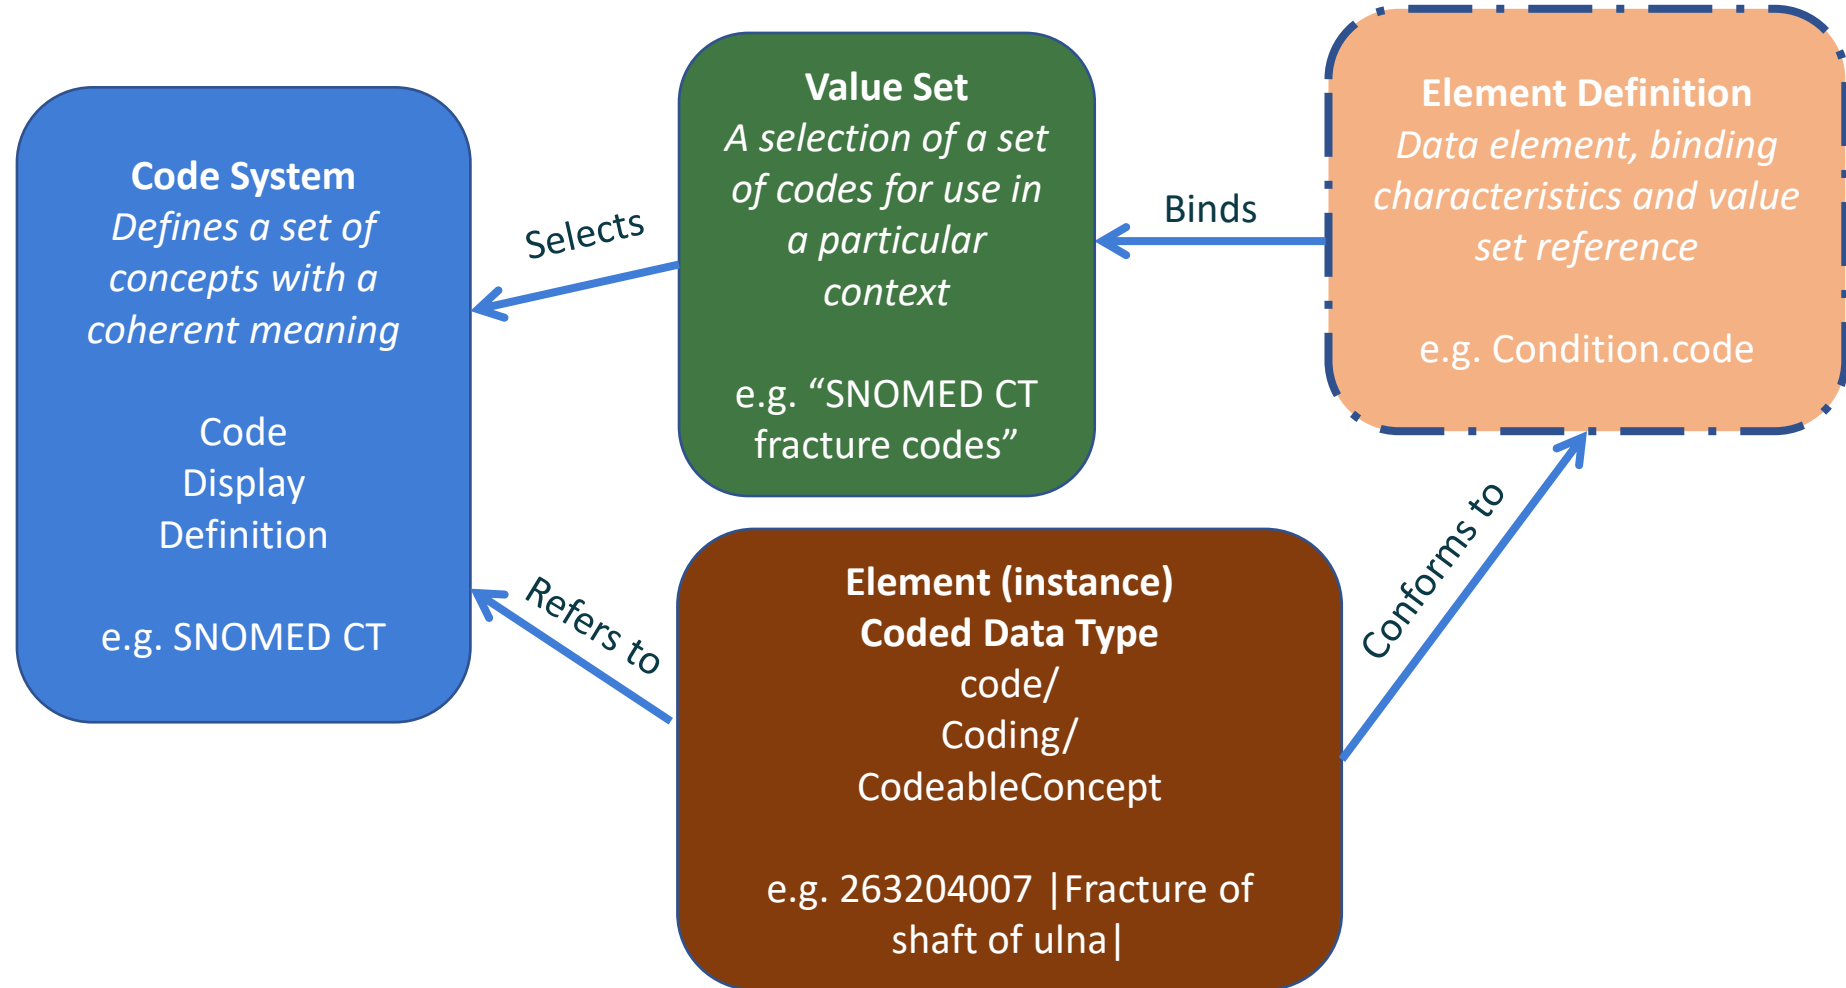 Code System
Defines a set of
concepts with a
coherent meaning
Code
Display
Definition
e.g. SNOMED CT
Selects
Refers to
Value Set
A selection of a set
of codes for use in
a particular
context
e.g. “SNOMED CT
fracture codes”
Binds
Element Definition
Data element, binding
characteristics and value
set reference
e.g. Condition.code
Element (instance)
Coded Data Type
code/
Coding/
CodeableConcept
e.g. 263204007 |Fracture of
shaft of ulna|
Conforms to